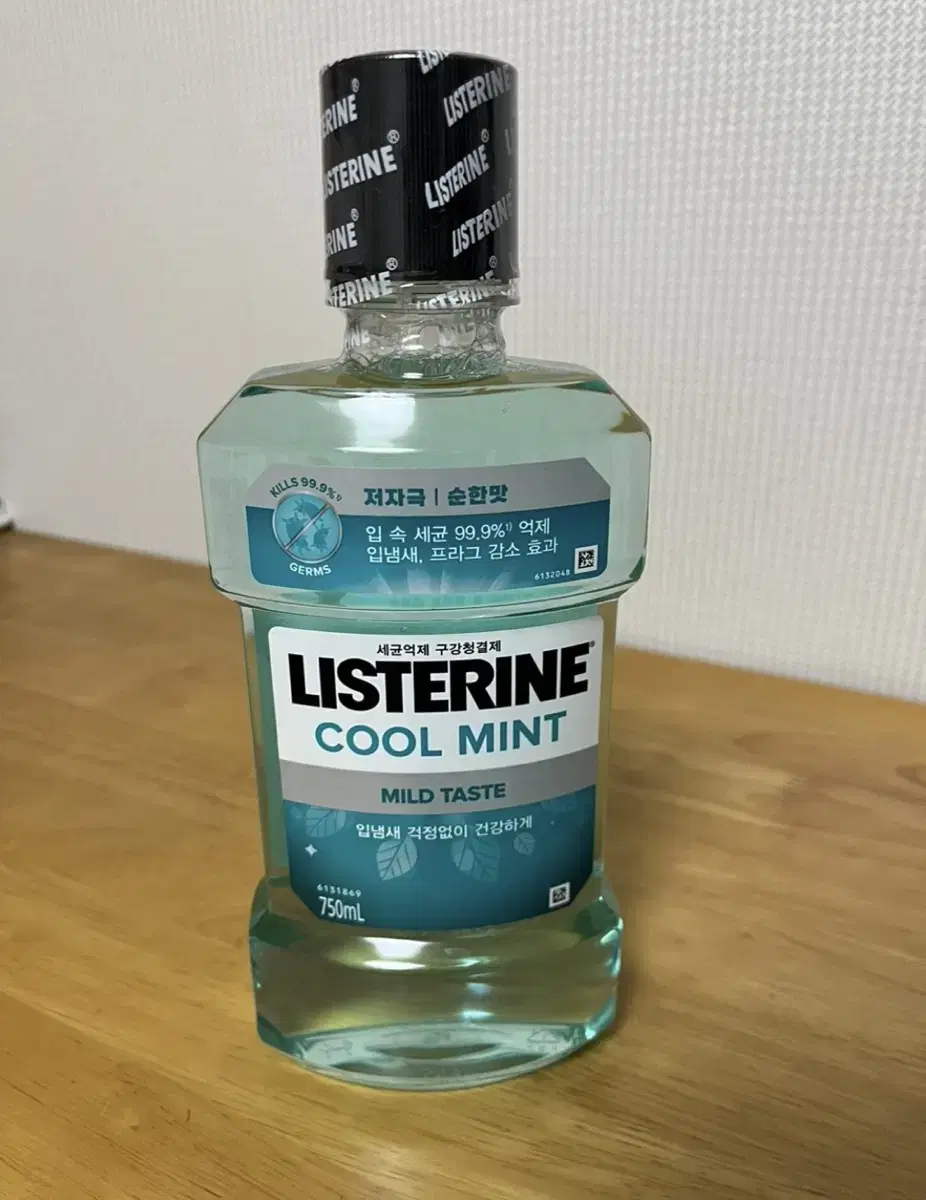 LISTERINE®
LISTERINE®
LISTERINE
KILLS 99.9%¹⁾
GERMS
저자극 | 순한맛
입 속 세균 99.9%¹⁾ 억제
입냄새, 프라그 감소 효과
6132048
세균억제 구강청결제
LISTERINE®
COOL MINT
MILD TASTE
입냄새 걱정없이 건강하게
6131869
750mL